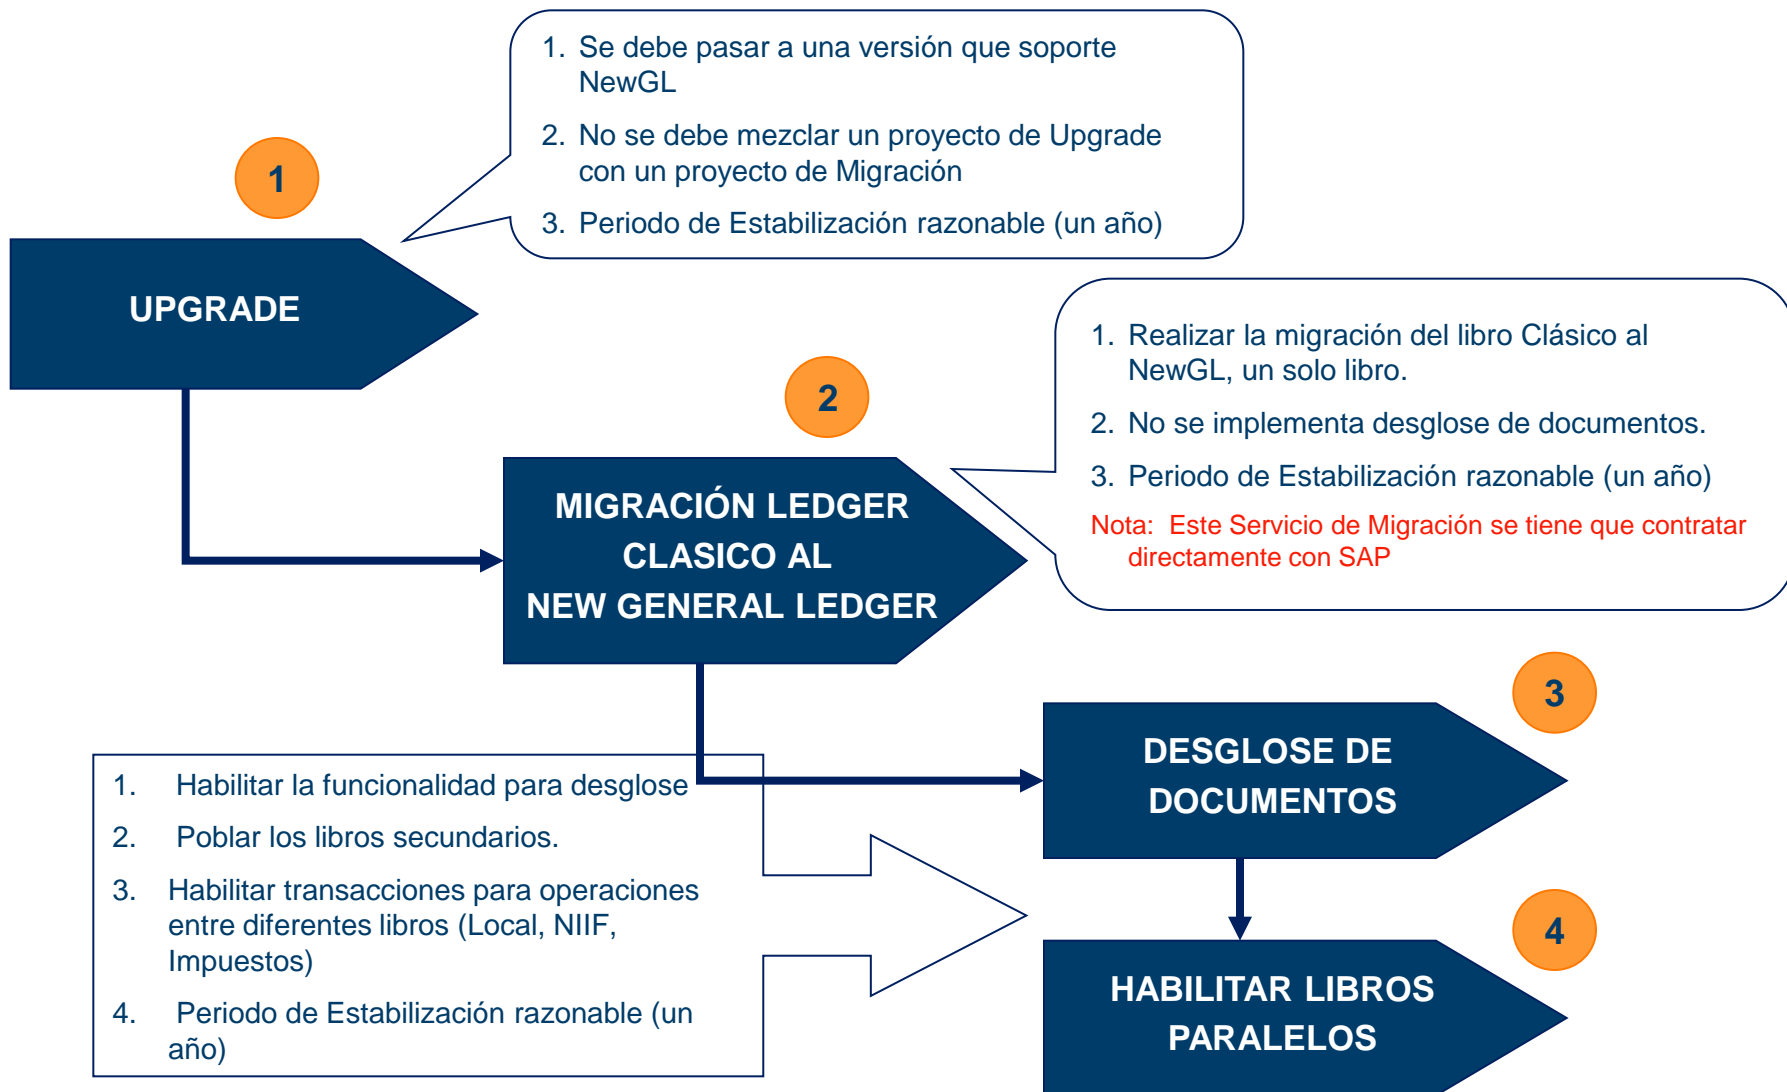 1. Se debe pasar a una versión que soporte
NewGL
2. No se debe mezclar un proyecto de Upgrade
con un proyecto de Migración
3. Periodo de Estabilización razonable (un año)
1
UPGRADE
1. Realizar la migración del libro Clásico al
NewGL, un solo libro.
2. No se implementa desglose de documentos.
3. Periodo de Estabilización razonable (un año)
Nota: Este Servicio de Migración se tiene que contratar
directamente con SAP
2
MIGRACIÓN LEDGER
CLASICO AL
NEW GENERAL LEDGER
3
DESGLOSE DE
DOCUMENTOS
1. Habilitar la funcionalidad para desglose
2. Poblar los libros secundarios.
3. Habilitar transacciones para operaciones
entre diferentes libros (Local, NIIF,
Impuestos)
4. Periodo de Estabilización razonable (un
año)
4
HABILITAR LIBROS
PARALELOS